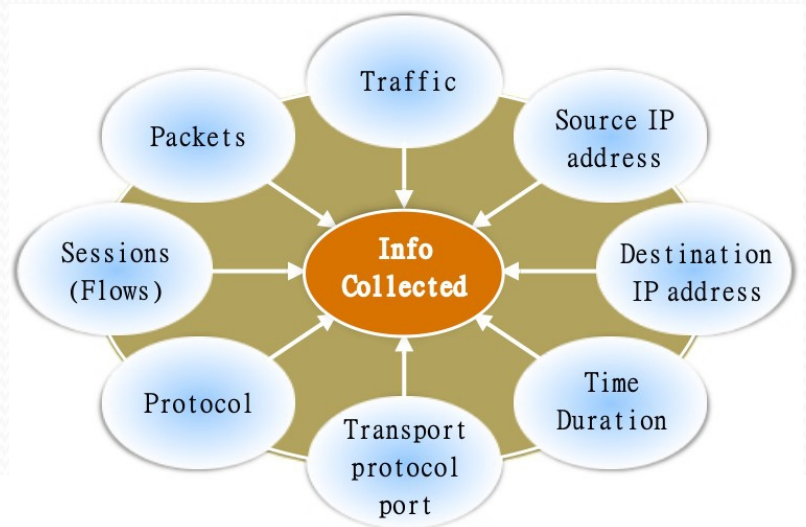 Traffic
Source IP
address
Destination
IP address
Time
Duration
Transport
protocol
port
Protocol
Sessions
(Flows)
Packets
Info
Collected